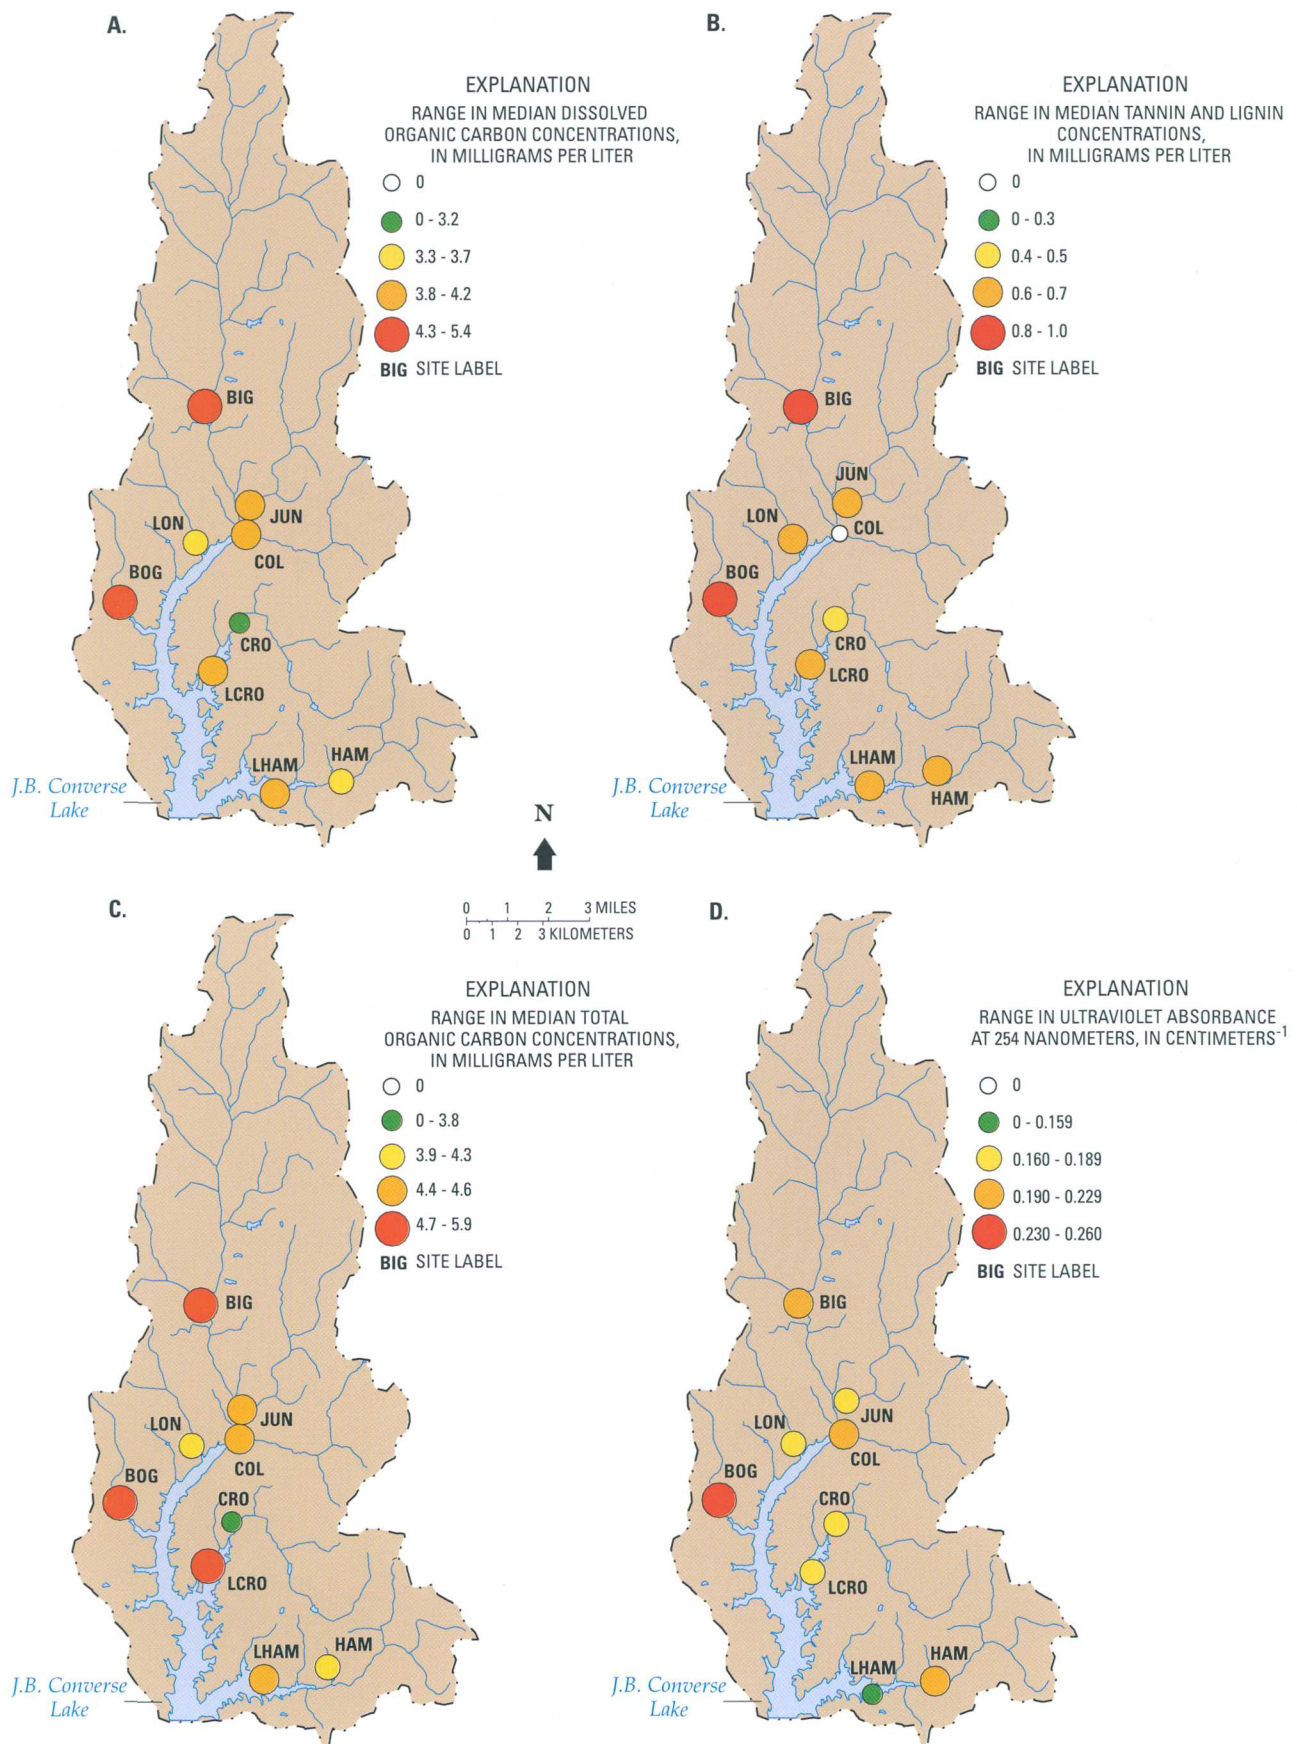 A.
EXPLANATION
RANGE IN MEDIAN DISSOLVED
ORGANIC CARBON CONCENTRATIONS,
IN MILLIGRAMS PER LITER
0
0 - 3.2
3.3 - 3.7
3.8 - 4.2
4.3 - 5.4
BIG SITE LABEL
BIG
JUN
LON
COL
BOG
CRO
LCRO
HAM
LHAM
J.B. Converse
Lake
B.
EXPLANATION
RANGE IN MEDIAN TANNIN AND LIGNIN
CONCENTRATIONS,
IN MILLIGRAMS PER LITER
0
0 - 0.3
0.4 - 0.5
0.6 - 0.7
0.8 - 1.0
BIG SITE LABEL
BIG
JUN
LON
COL
BOG
CRO
LCRO
LHAM
HAM
J.B. Converse
Lake
N
0 1 2 3 MILES
0 1 2 3 KILOMETERS
C.
EXPLANATION
RANGE IN MEDIAN TOTAL
ORGANIC CARBON CONCENTRATIONS,
IN MILLIGRAMS PER LITER
0
0 - 3.8
3.9 - 4.3
4.4 - 4.6
4.7 - 5.9
BIG SITE LABEL
BIG
JUN
LON
COL
BOG
CRO
LCRO
HAM
LHAM
J.B. Converse
Lake
D.
EXPLANATION
RANGE IN ULTRAVIOLET ABSORBANCE
AT 254 NANOMETERS, IN CENTIMETERS⁻¹
0
0 - 0.159
0.160 - 0.189
0.190 - 0.229
0.230 - 0.260
BIG SITE LABEL
BIG
JUN
LON
COL
BOG
CRO
LCRO
HAM
LHAM
J.B. Converse
Lake